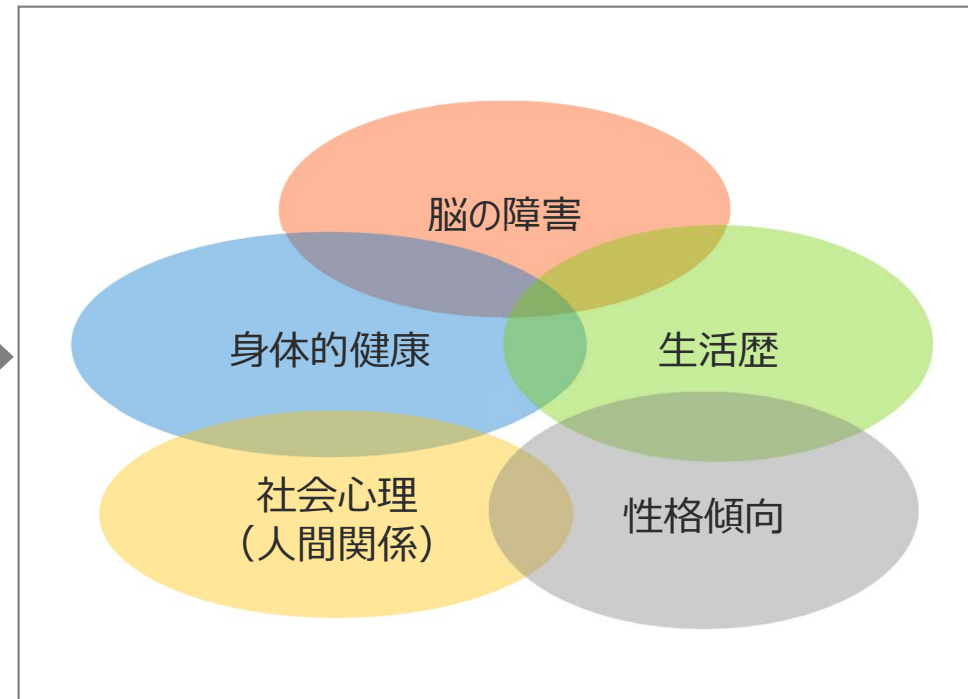 脳の障害
身体的健康
生活歴
社会心理
（人間関係）
性格傾向